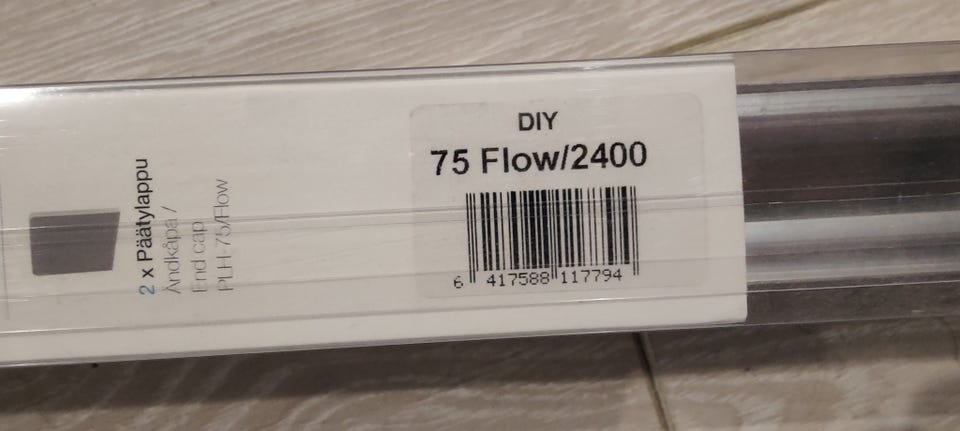 2 x Päätylappu
Ändkåpa /
End cap
PLH-75/Flow
DIY
75 Flow/2400
6 417588 117794